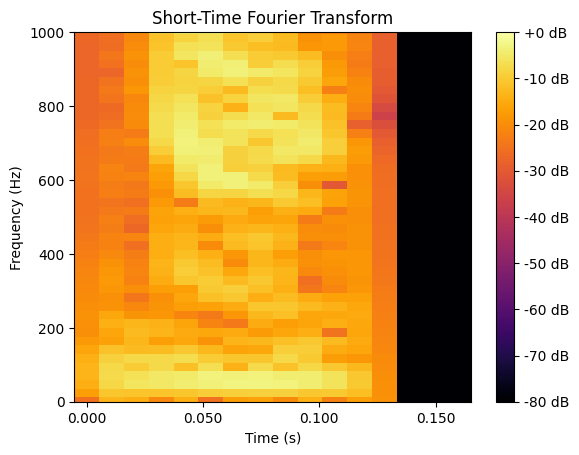 Short-Time Fourier Transform
1000
800
600
400
200
0
Frequency (Hz)
0.000
0.050
0.100
0.150
Time (s)
+0 dB
-10 dB
-20 dB
-30 dB
-40 dB
-50 dB
-60 dB
-70 dB
-80 dB